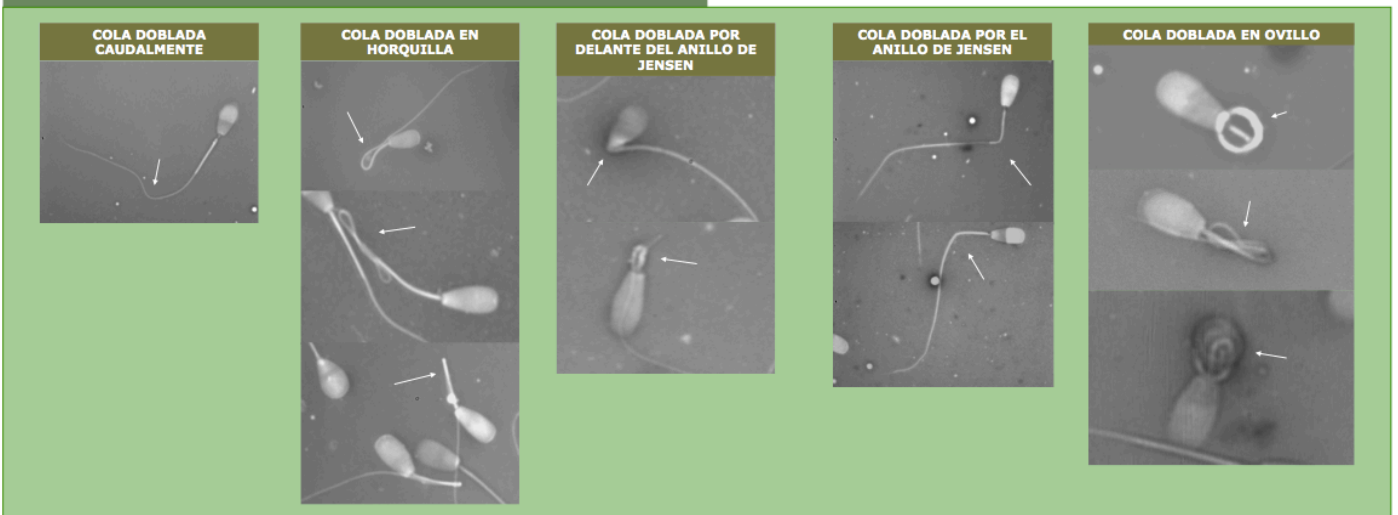 COLA DOBLADA
CAUDALMENTE
COLA DOBLADA EN
HORQUILLA
COLA DOBLADA POR
DELANTE DEL ANILLO DE
JENSEN
COLA DOBLADA POR EL
ANILLO DE JENSEN
COLA DOBLADA EN OVILLO